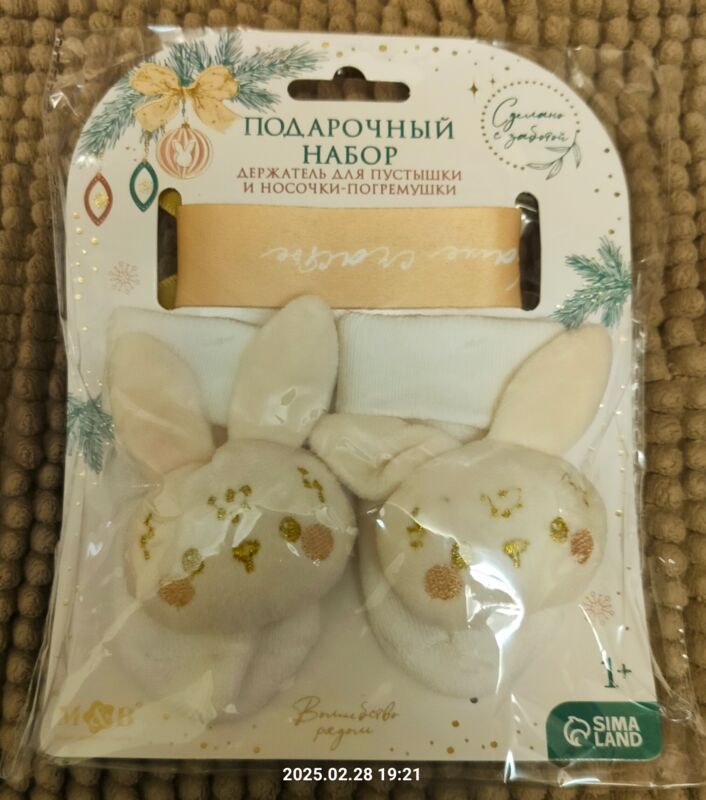 Сделано
с заботой
ПОДАРОЧНЫЙ
НАБОР
ДЕРЖАТЕЛЬ ДЛЯ ПУСТЫШКИ
И НОСОЧКИ-ПОГРЕМУШКИ
счастье
1+
M&B
Волшебство
рядом
SIMA
LAND
2025.02.28 19:21